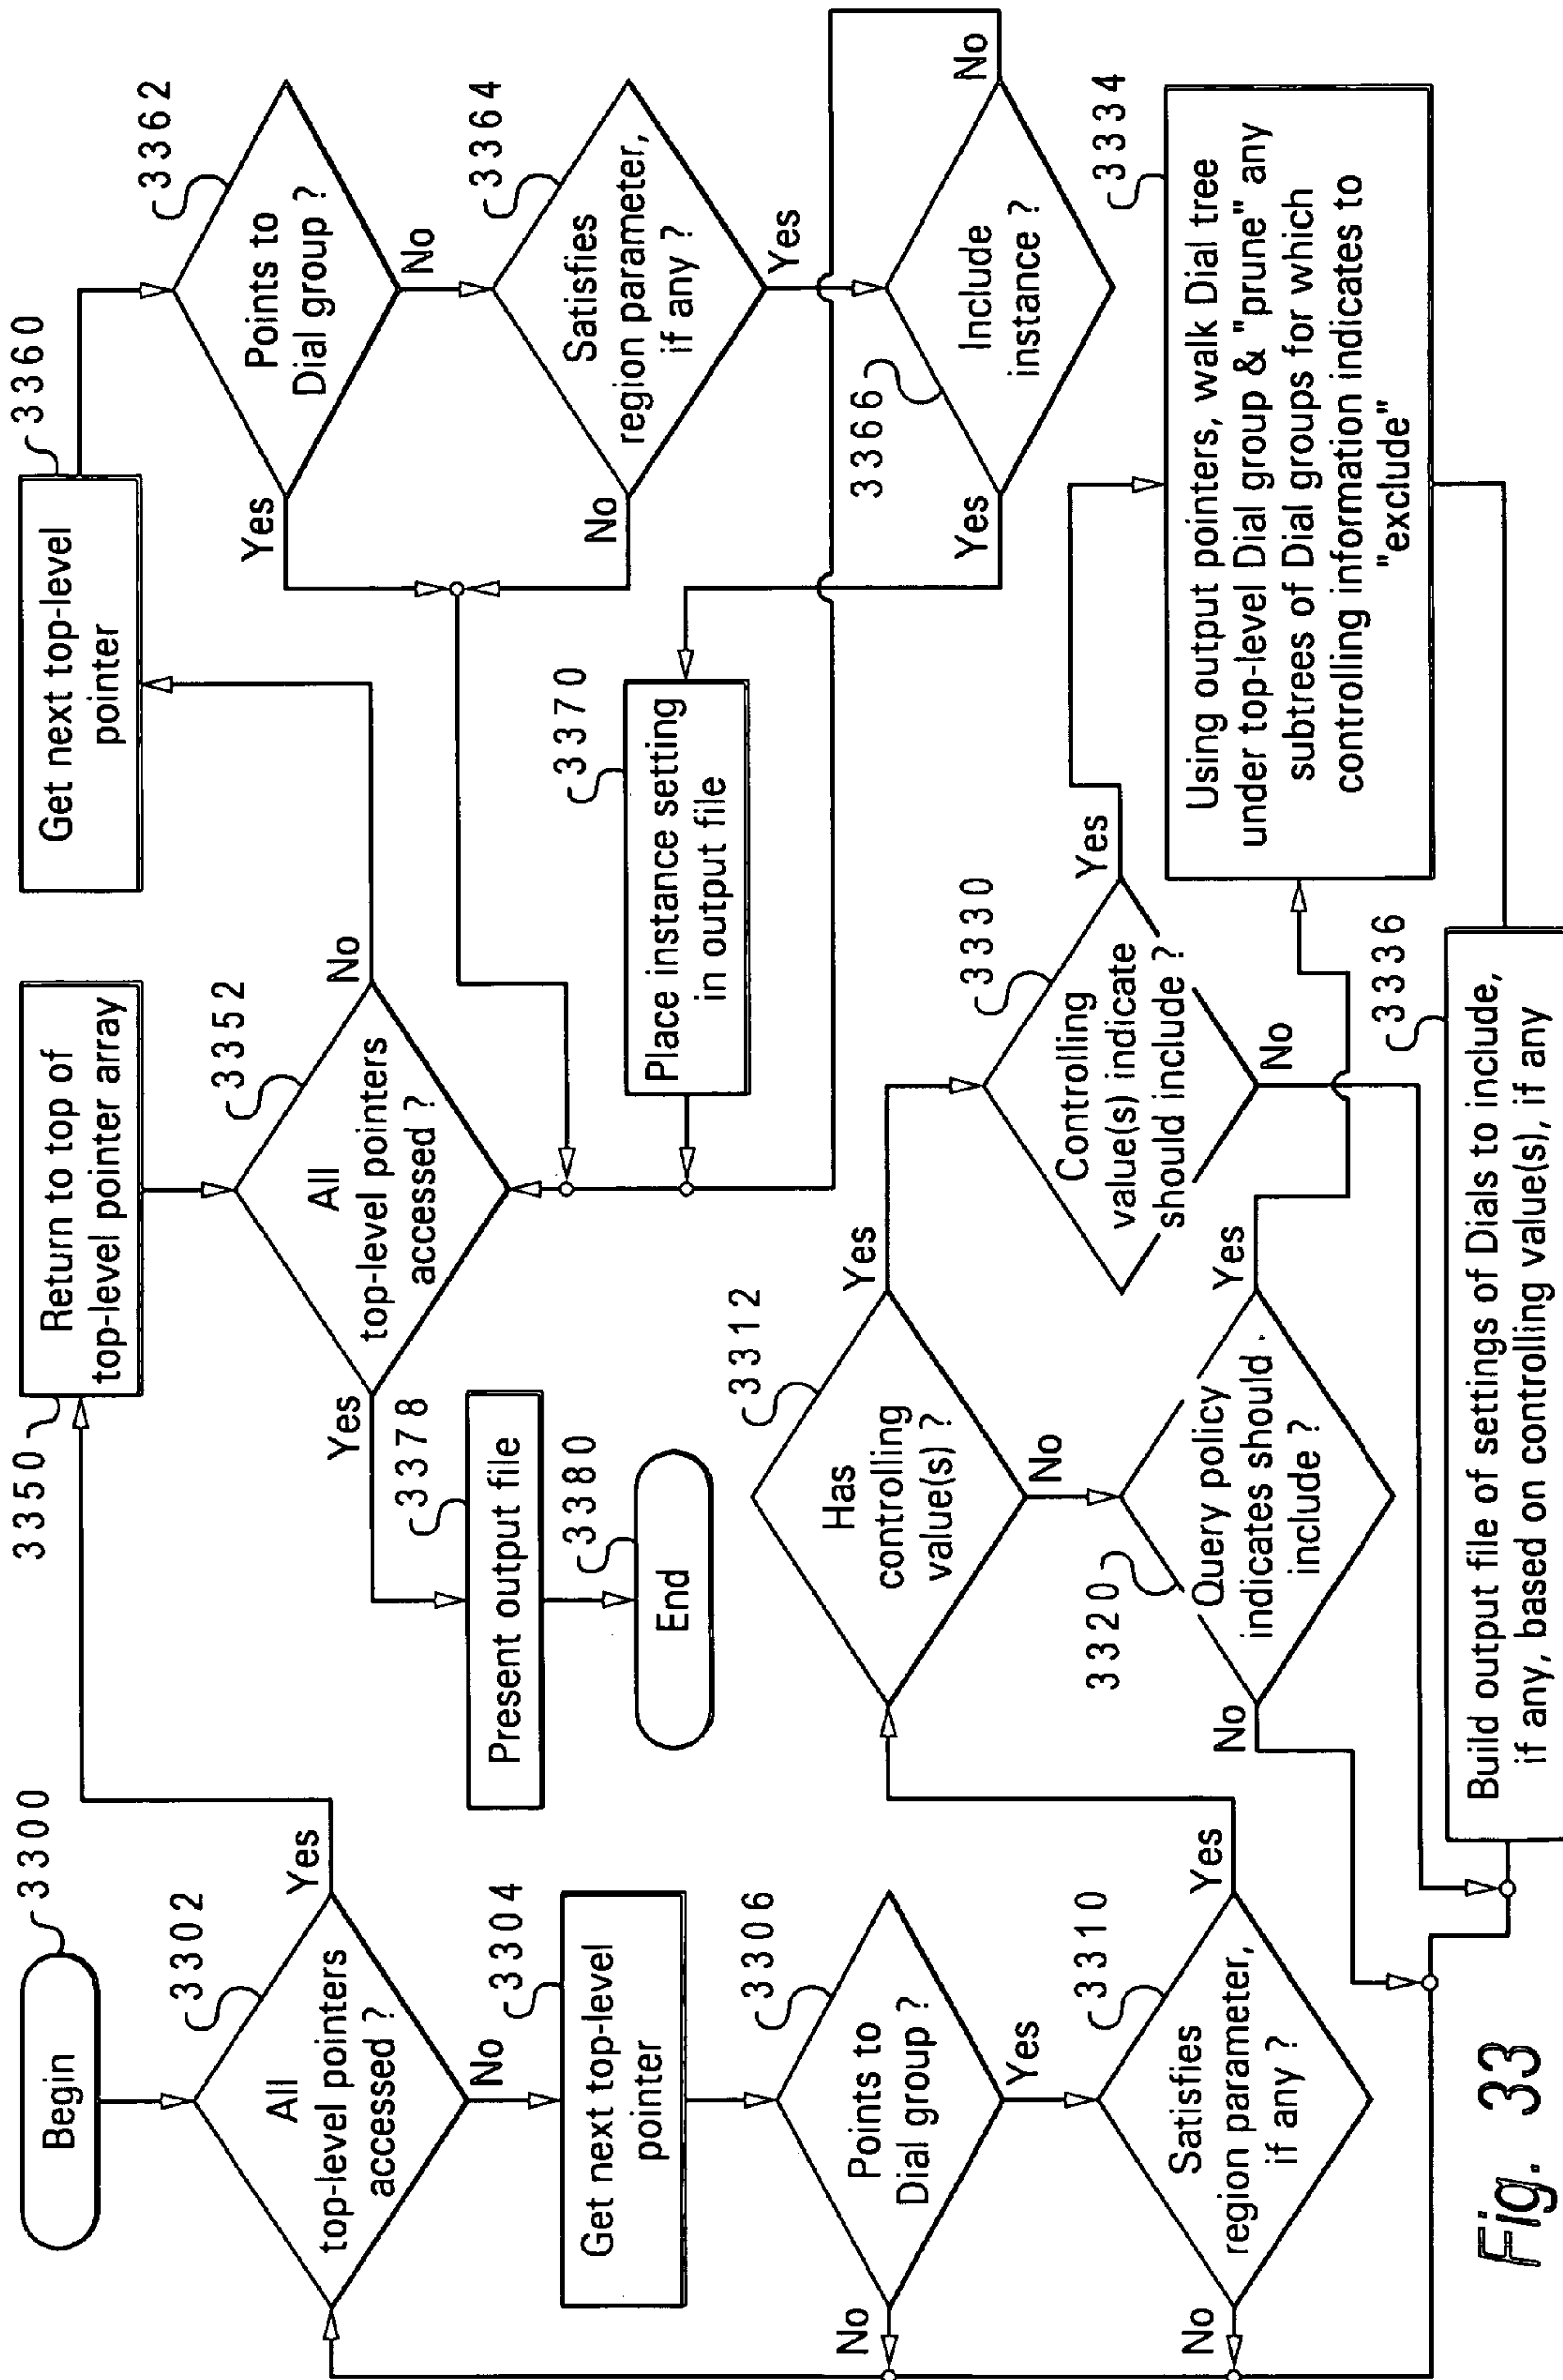 Begin
3300
All
top-level pointers
accessed ?
3302
Yes
No
Get next top-level
pointer
3304
Points to
Dial group ?
3306
No
Yes
Satisfies
region parameter,
if any ?
3310
No
Yes
Has
controlling
value(s) ?
3312
Yes
No
Query policy
indicates should
include ?
3320
No
Yes
Controlling
value(s) indicate
should include ?
3330
Yes
No
Using output pointers, walk Dial tree
under top-level Dial group & "prune" any
subtrees of Dial groups for which
controlling information indicates to
"exclude"
3334
Build output file of settings of Dials to include,
if any, based on controlling value(s), if any
3336
Return to top of
top-level pointer array
3350
All
top-level pointers
accessed ?
3352
Yes
No
Get next top-level
pointer
3360
Points to
Dial group ?
3362
Yes
No
Satisfies
region parameter,
if any ?
3364
No
Yes
Include
instance ?
3366
Yes
No
Place instance setting
in output file
3370
Present output file
3378
End
3380
Fig. 33